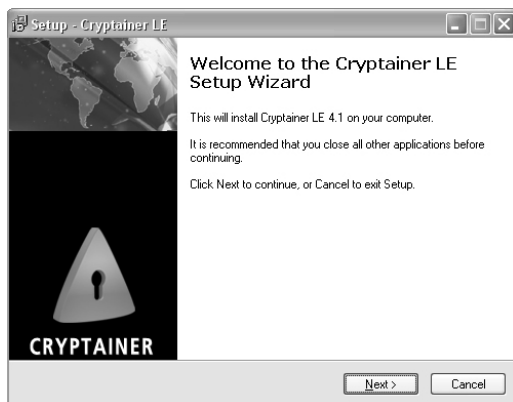 Setup - Cryptainer LE
Welcome to the Cryptainer LE
Setup Wizard
This will install Cryptainer LE 4.1 on your computer.
It is recommended that you close all other applications before
continuing.
Click Next to continue, or Cancel to exit Setup.
CRYPTAINER
Next >
Cancel